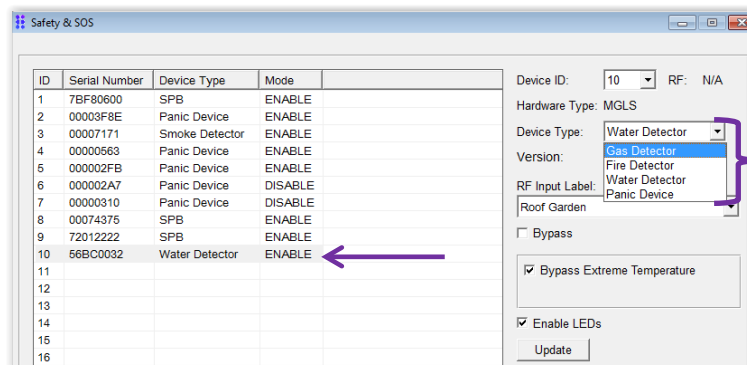 Safety & SOS
ID Serial Number Device Type Mode
1 7BF80600 SPB ENABLE
2 00003F8E Panic Device ENABLE
3 00007171 Smoke Detector ENABLE
4 00000563 Panic Device ENABLE
5 000002FB Panic Device ENABLE
6 000002A7 Panic Device DISABLE
7 00000310 Panic Device DISABLE
8 00074375 SPB ENABLE
9 72012222 SPB ENABLE
10 56BC0032 Water Detector ENABLE
11
12
13
14
15
16
Device ID: 10 RF: N/A
Hardware Type: MGLS
Device Type: Water Detector
Gas Detector
Fire Detector
Water Detector
Panic Device
Version:
RF Input Label:
Roof Garden
Bypass
Bypass Extreme Temperature
Enable LEDs
Update